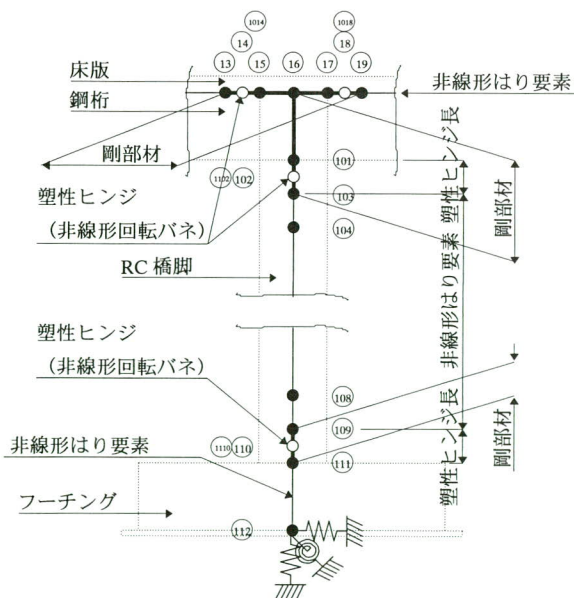 1014
1018
14
18
13
15
16
17
19
床版
非線形はり要素
鋼桁
剛部材
101
1102
102
塑性ヒンジ
103
(非線形回転バネ)
104
RC 橋脚
塑性ヒンジ長
剛部材
非線形はり要素
塑性ヒンジ
(非線形回転バネ)
108
109
1110
110
非線形はり要素
111
塑性ヒンジ長
剛部材
フーチング
112